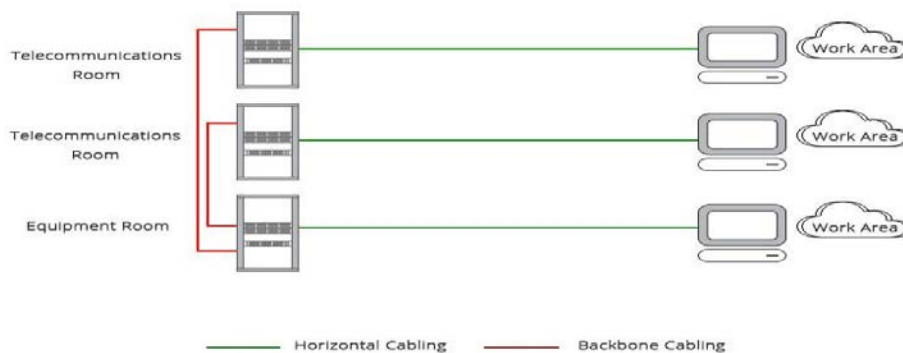 Telecommunications
Room
Work Area
Telecommunications
Room
Work Area
Equipment Room
Work Area
Horizontal Cabling
Backbone Cabling